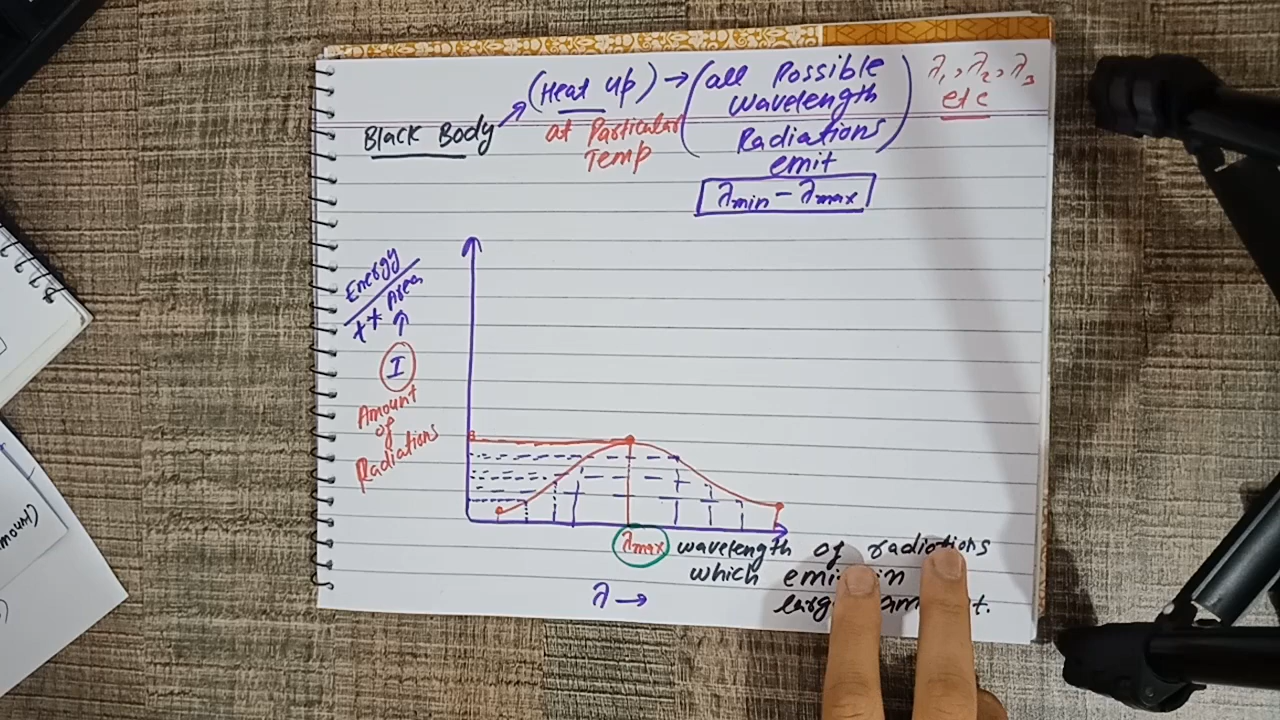 (Heat up) → (all Possible
Wavelength
Radiations)
emit
λmin - λmax
λ1, λ2, λ3
etc
Black Body
at Particular
Temp
Energy
t* Area
I
Amount
of
Radiations
λmax wavelength of radiations
which in
λ →
mount)